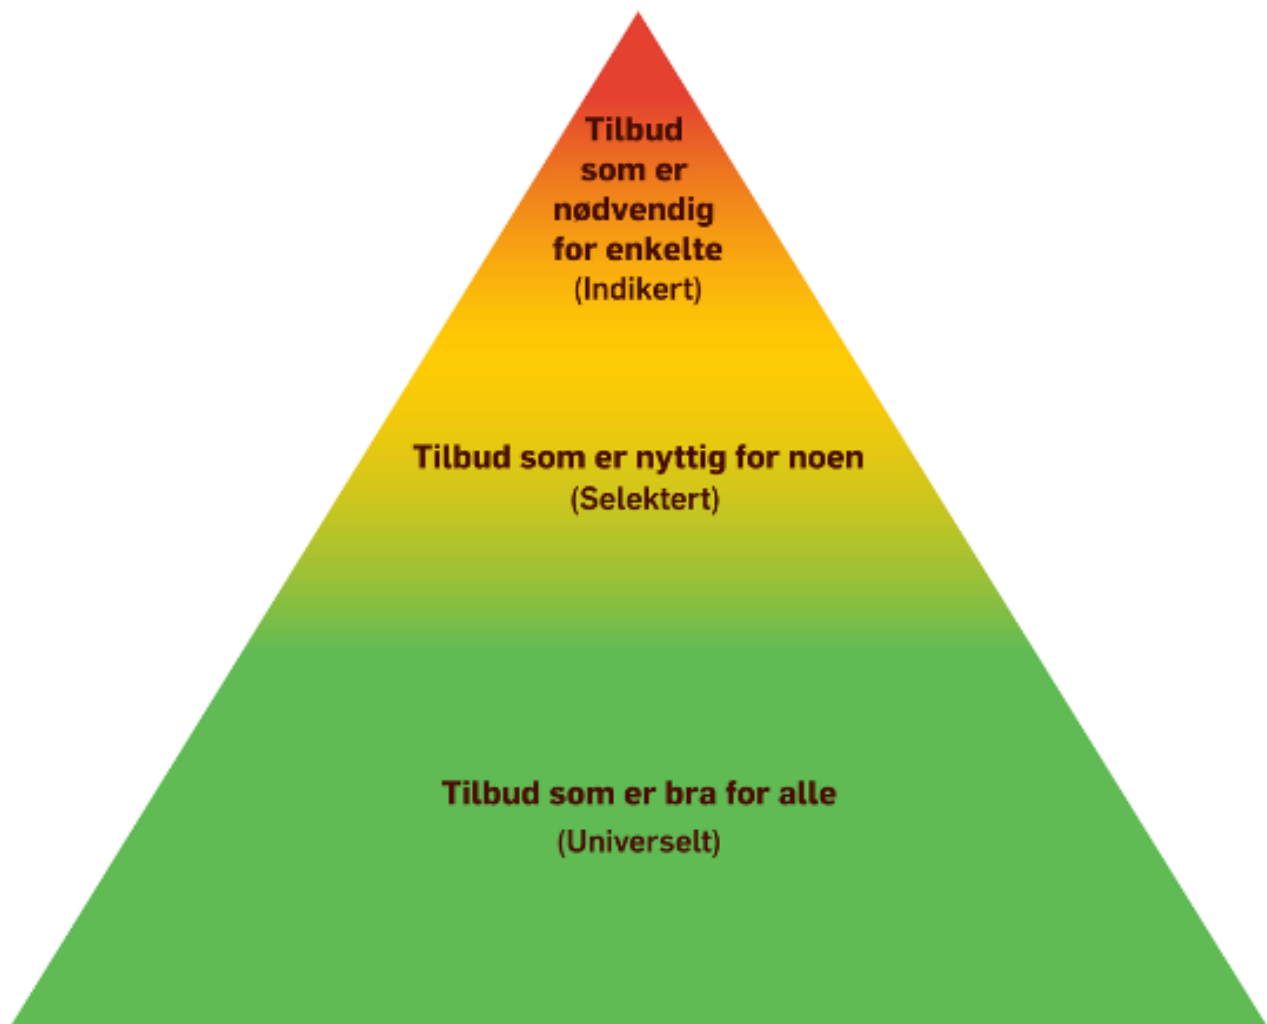 Tilbud
som er
nødvendig
for enkelte
(Indikert)
Tilbud som er nyttig for noen
(Selektert)
Tilbud som er bra for alle
(Universelt)